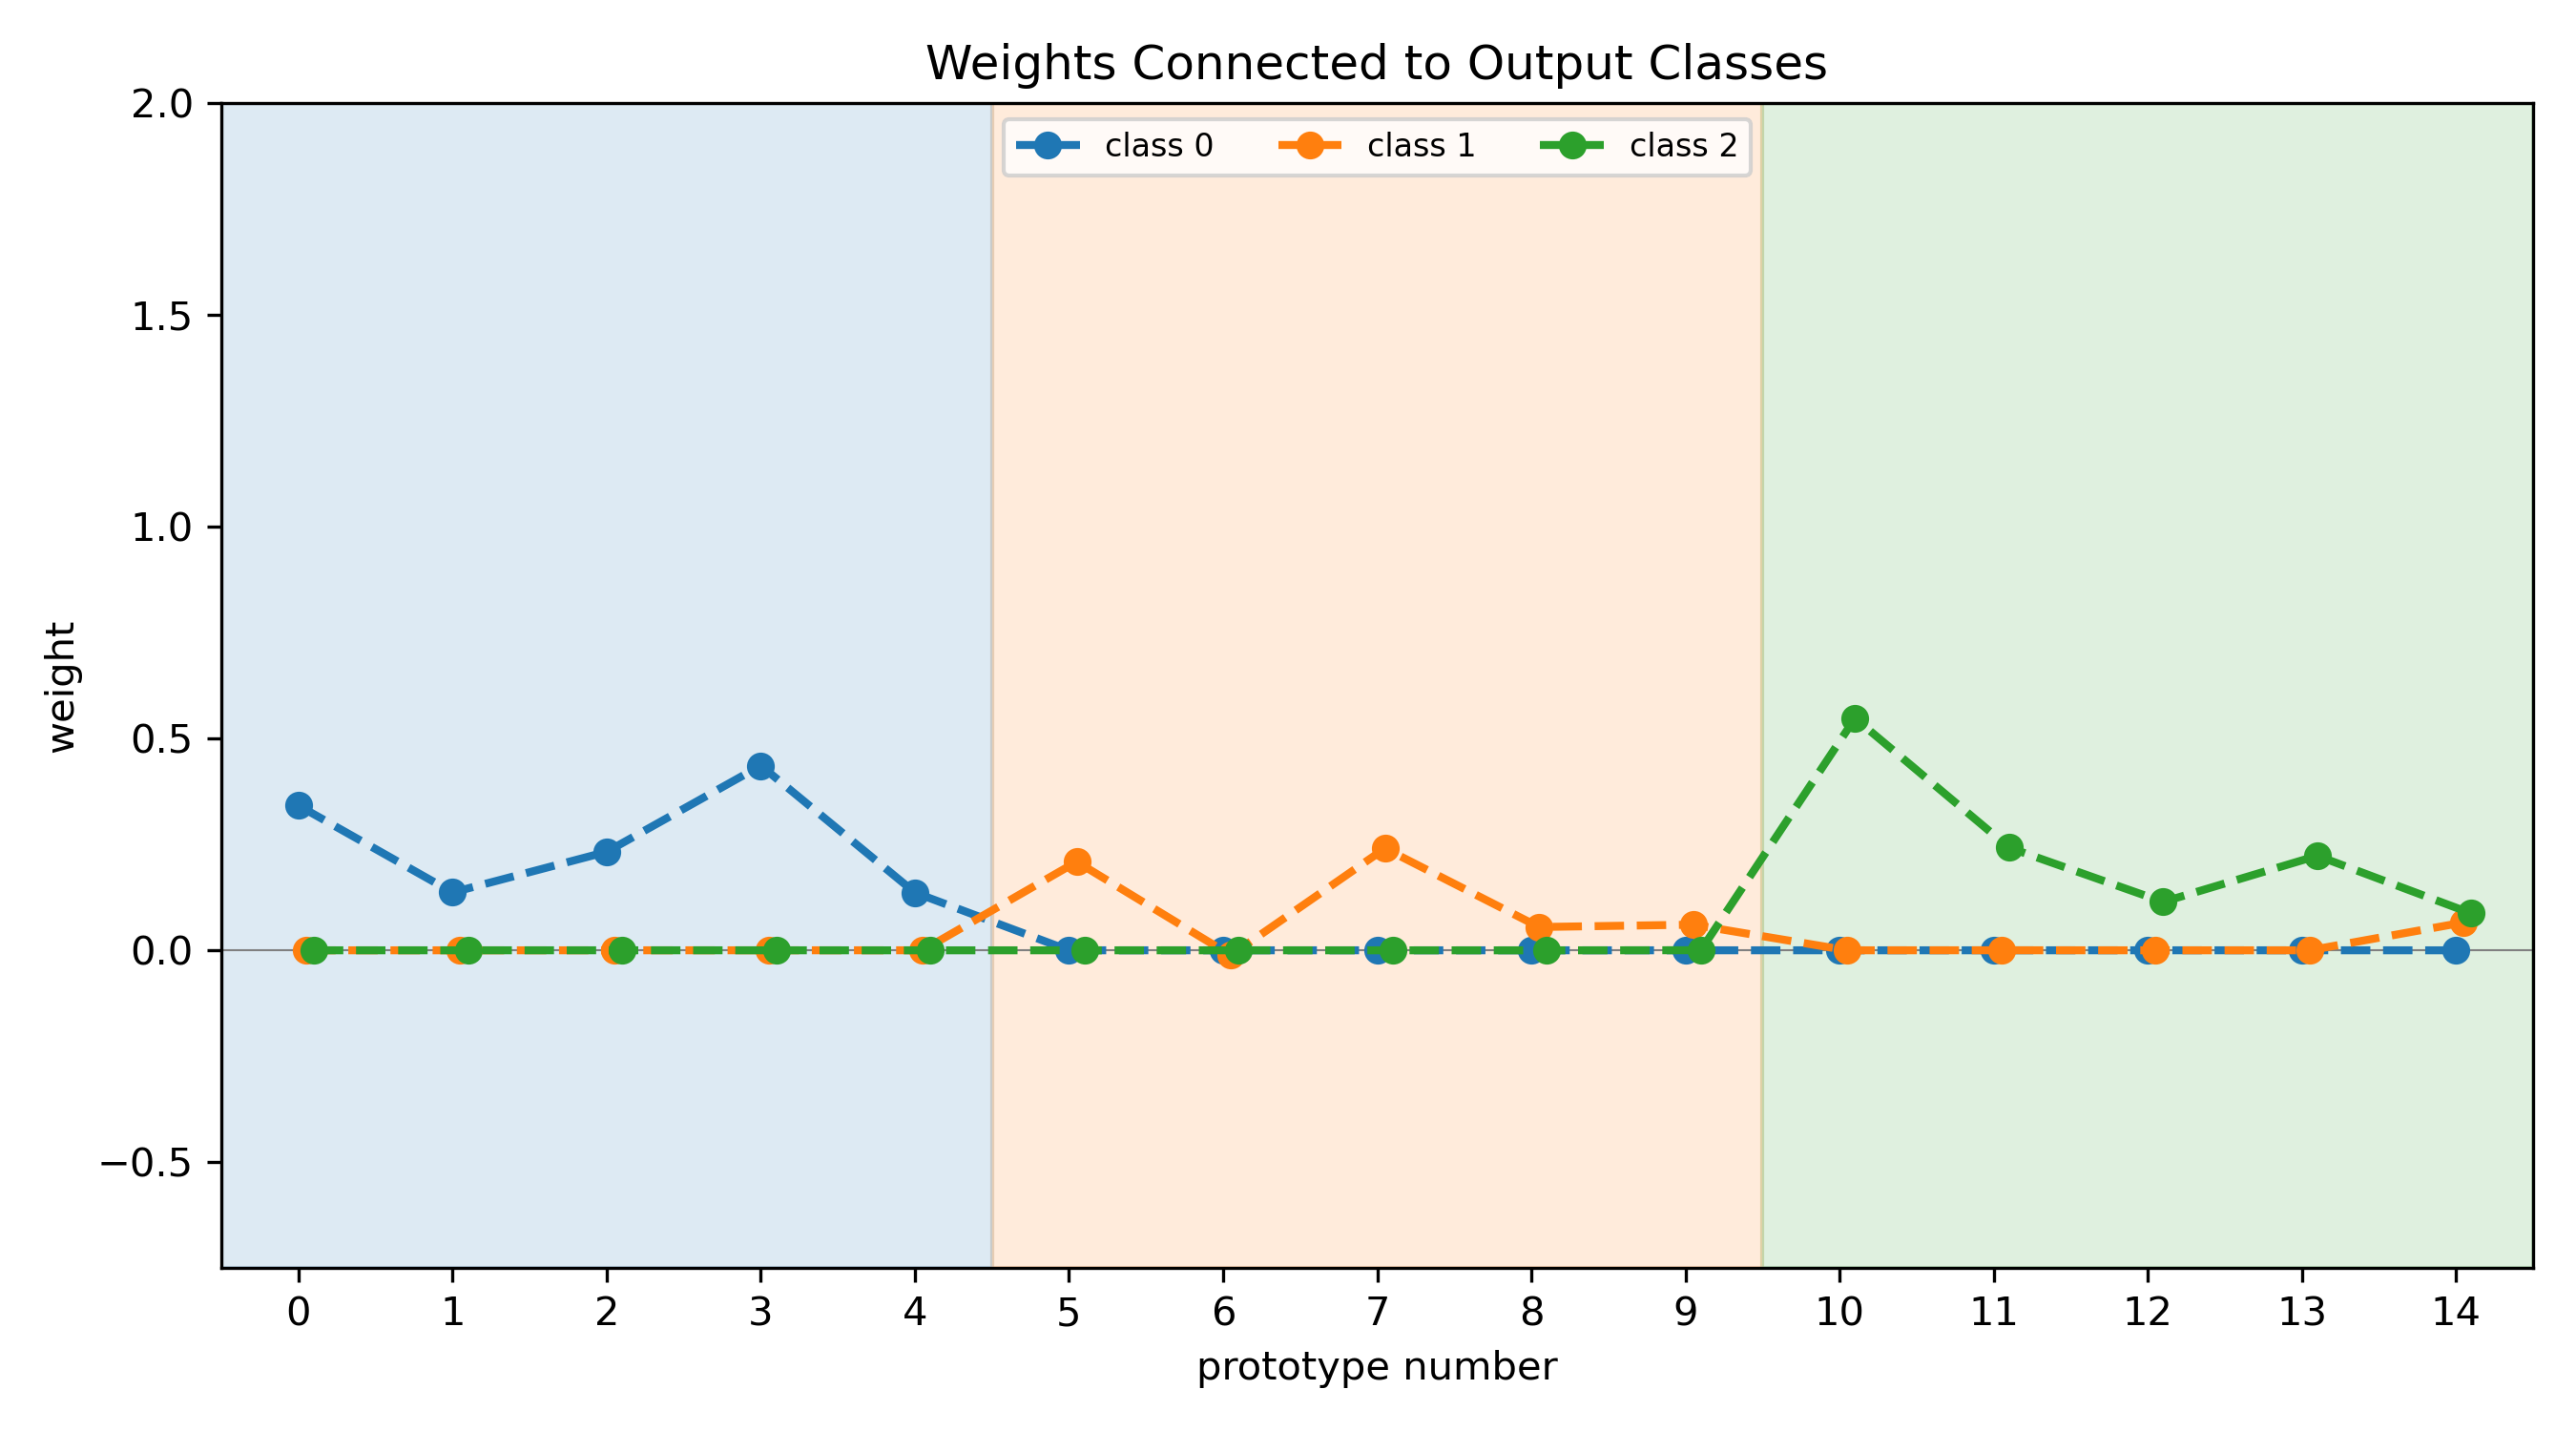 Weights Connected to Output Classes
class 0 class 1 class 2
2.0
1.5
1.0
0.5
0.0
−0.5
weight
0 1 2 3 4 5 6 7 8 9 10 11 12 13 14
prototype number